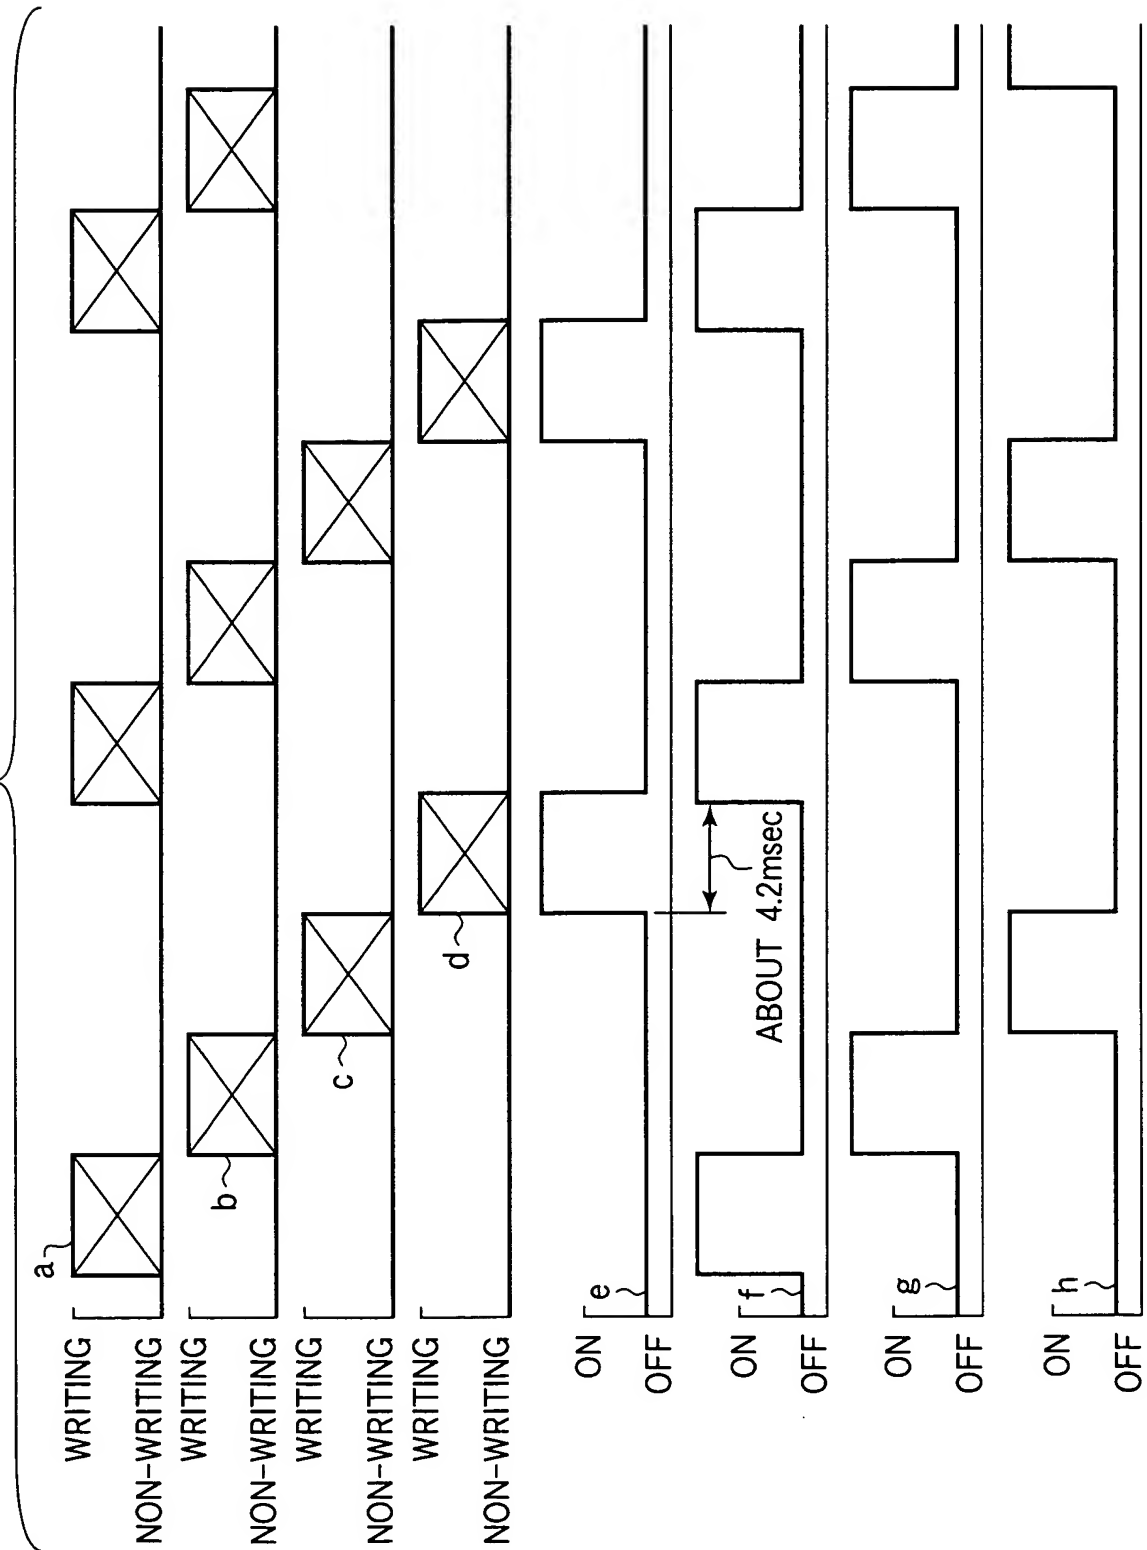 WRITING
NON-WRITING
a
WRITING
NON-WRITING
b
WRITING
NON-WRITING
c
WRITING
NON-WRITING
d
ON
OFF
e
ON
OFF
f
ABOUT 4.2msec
ON
OFF
g
ON
OFF
h